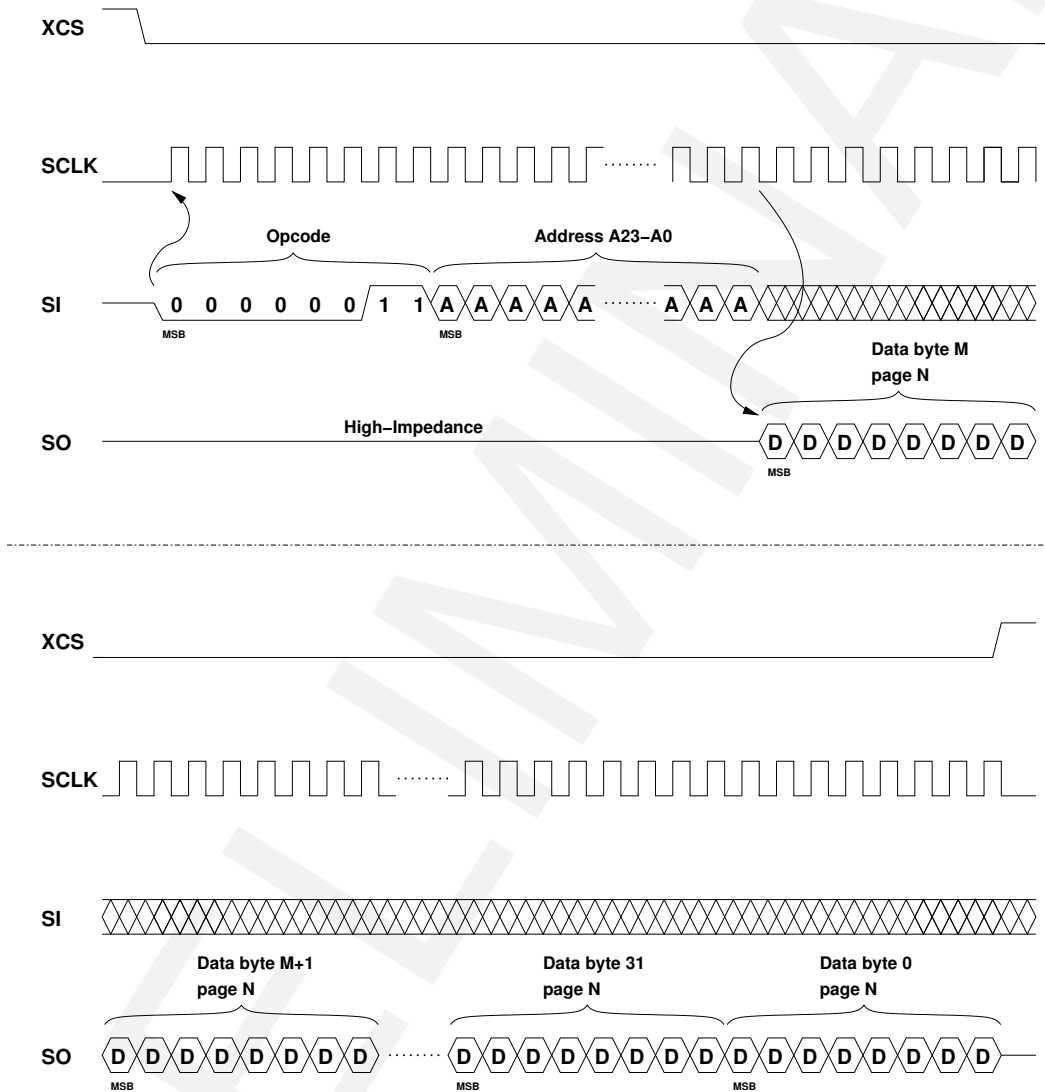 XCS
SCLK
Opcode
Address A23–A0
SI
0 0 0 0 0 0 1 1 A A A A A ........ A A A
MSB MSB
Data byte M
page N
High–Impedance
SO
D D D D D D D D
MSB
XCS
SCLK
SI
Data byte M+1
page N
Data byte 31
page N
Data byte 0
page N
SO
D D D D D D D D ........ D D D D D D D D D D D D D D D D
MSB MSB MSB